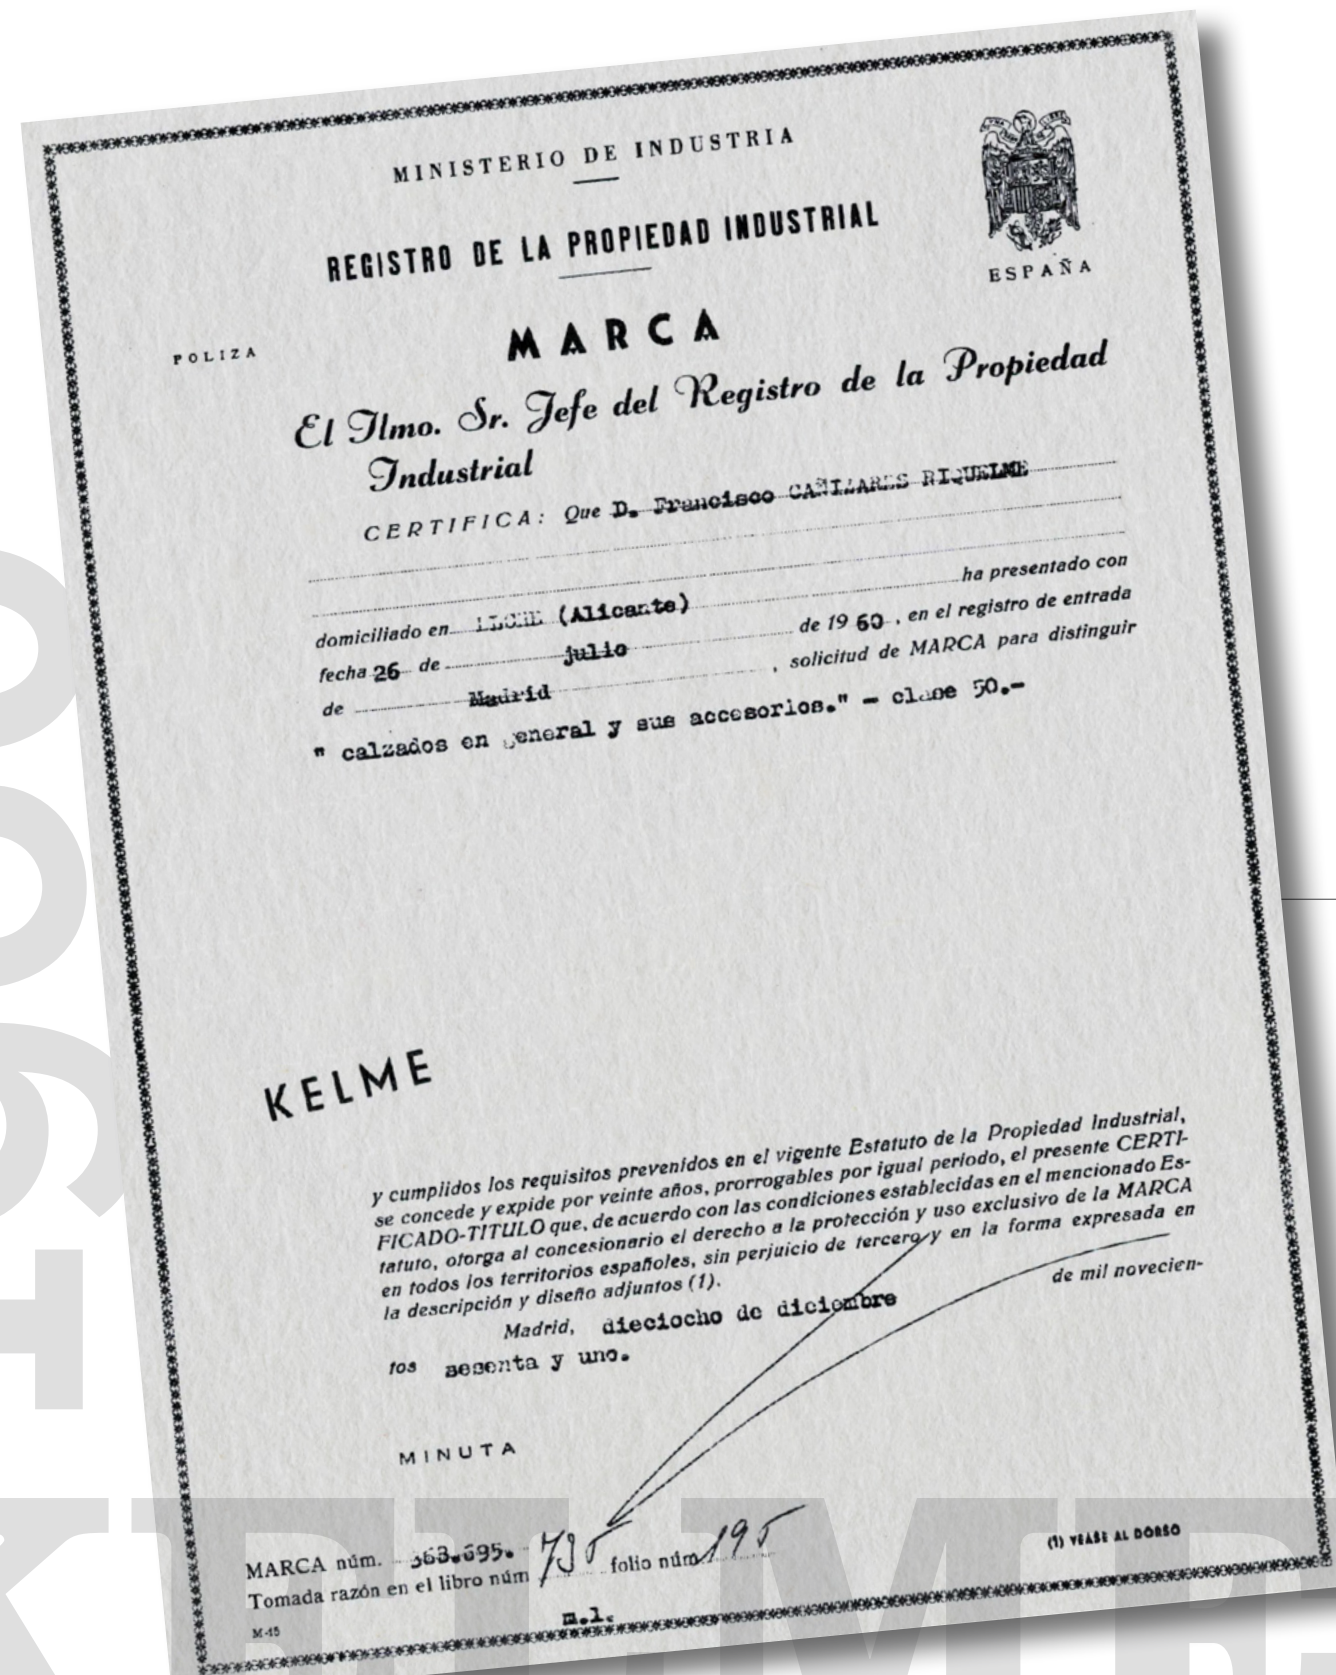 MINISTERIO DE INDUSTRIA
REGISTRO DE LA PROPIEDAD INDUSTRIAL
ESPAÑA
POLIZA
MARCA
El Ilmo. Sr. Jefe del Registro de la Propiedad
Industrial
CERTIFICA: Que D. Francisco CAÑIZARES RIQUELME
domiciliado en ELCHE (Alicante) ha presentado con
fecha 26 de julio de 1960, en el registro de entrada
de Madrid, solicitud de MARCA para distinguir
" calzados en general y sus accesorios." - clase 50.-
KELME
y cumplidos los requisitos prevenidos en el vigente Estatuto de la Propiedad Industrial,
se concede y expide por veinte años, prorrogables por igual periodo, el presente CERTI-
FICADO-TITULO que, de acuerdo con las condiciones establecidas en el mencionado Es-
tatuto, otorga al concesionario el derecho a la protección y uso exclusivo de la MARCA
en todos los territorios españoles, sin perjuicio de tercero y en la forma expresada en
la descripción y diseño adjuntos (1).
Madrid, dieciocho de diciembre de mil novecien-
tos sesenta y uno.
MINUTA
MARCA núm. 363.695.
Tomada razón en el libro núm 735 folio núm 195
(1) VEASE AL DORSO
M-45
m.l.
KELME